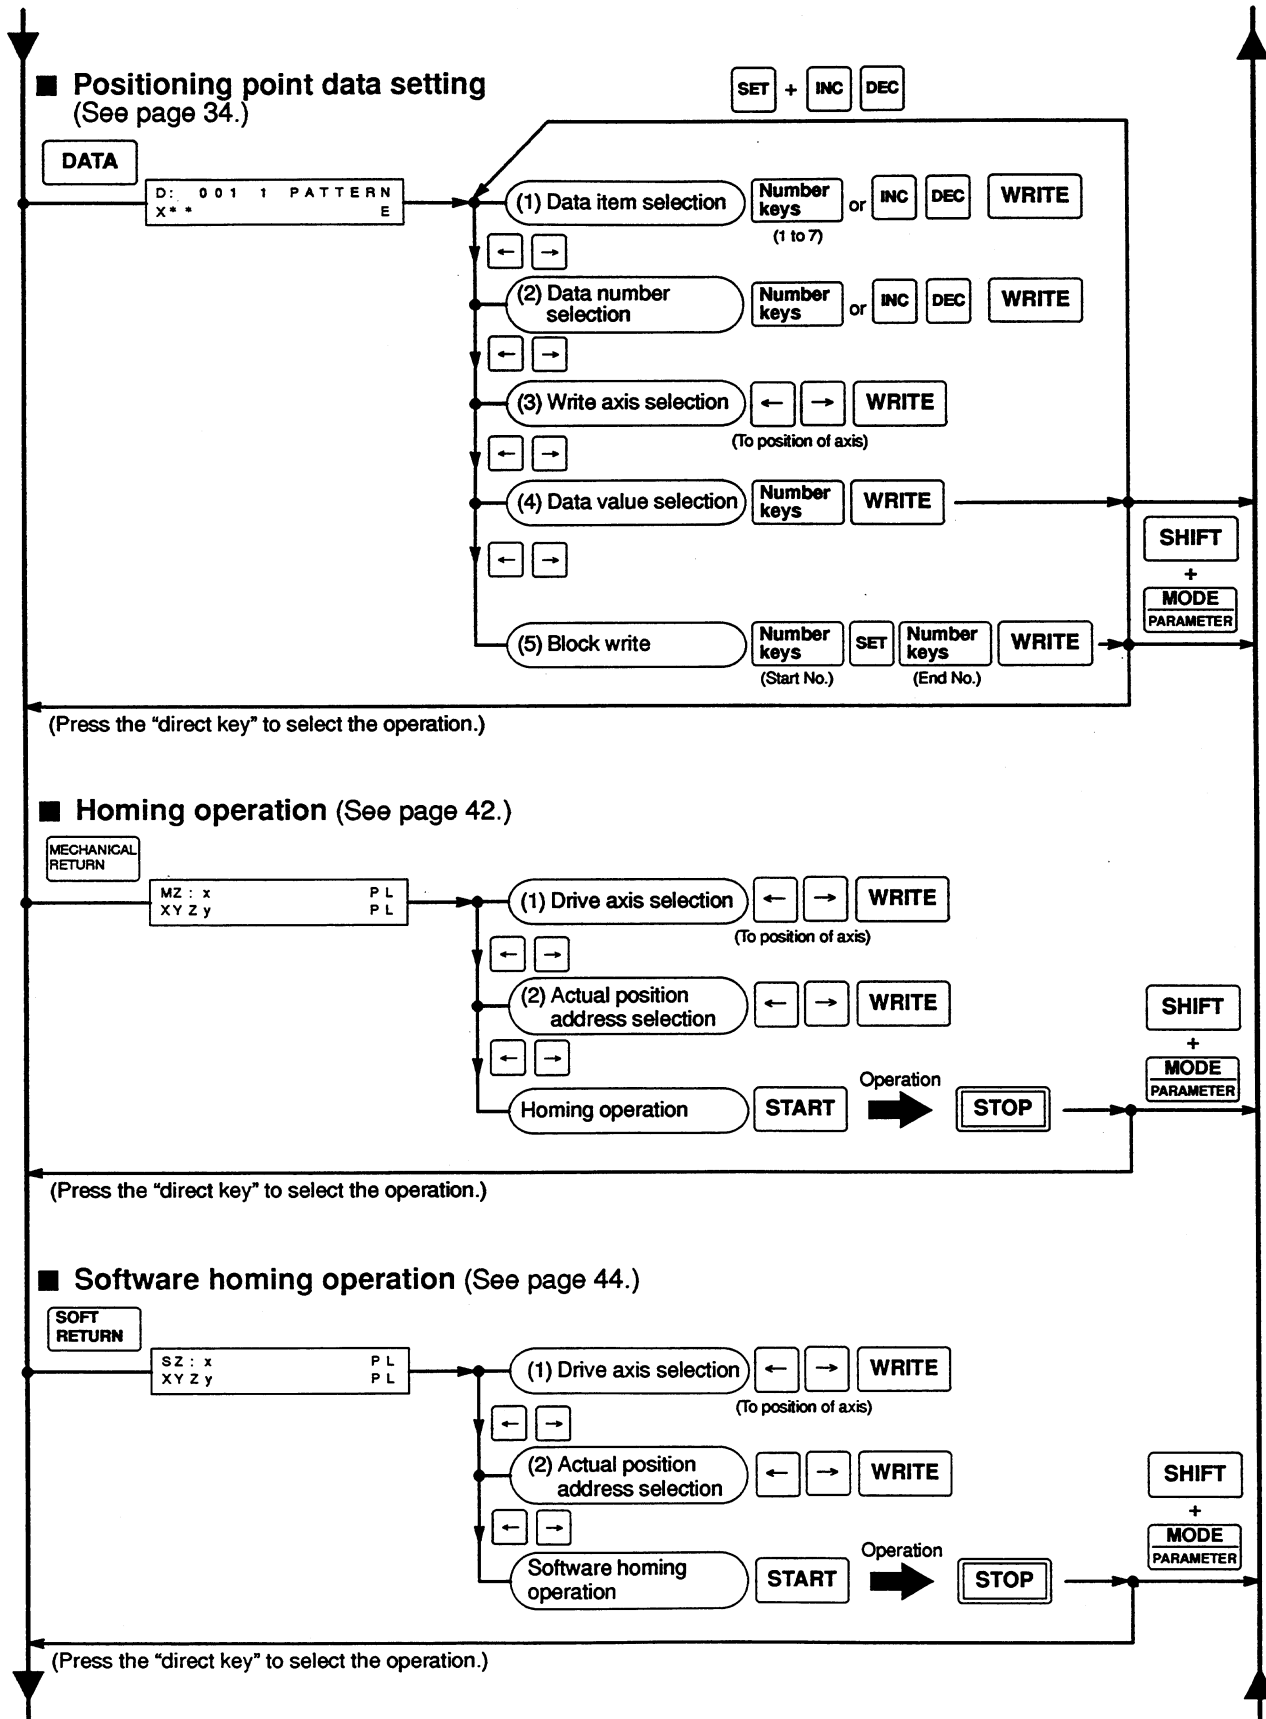 ■ Positioning point data setting
(See page 34.)
SET + INC DEC
DATA
D: 001 1 PATTERN
X** E
(1) Data item selection Number keys or INC DEC WRITE
(1 to 7)
← →
(2) Data number selection Number keys or INC DEC WRITE
← →
(3) Write axis selection ← → WRITE
(To position of axis)
← →
(4) Data value selection Number keys WRITE
← →
SHIFT
+
MODE
PARAMETER
(5) Block write Number keys SET Number keys WRITE
(Start No.) (End No.)
(Press the “direct key” to select the operation.)
■ Homing operation (See page 42.)
MECHANICAL
RETURN
MZ: x PL
XYZy PL
(1) Drive axis selection ← → WRITE
(To position of axis)
← →
(2) Actual position address selection ← → WRITE
← →
SHIFT
+
MODE
PARAMETER
Operation
Homing operation START STOP
(Press the “direct key” to select the operation.)
■ Software homing operation (See page 44.)
SOFT
RETURN
SZ: x PL
XYZy PL
(1) Drive axis selection ← → WRITE
(To position of axis)
← →
(2) Actual position address selection ← → WRITE
← →
SHIFT
+
MODE
PARAMETER
Operation
Software homing operation START STOP
(Press the “direct key” to select the operation.)